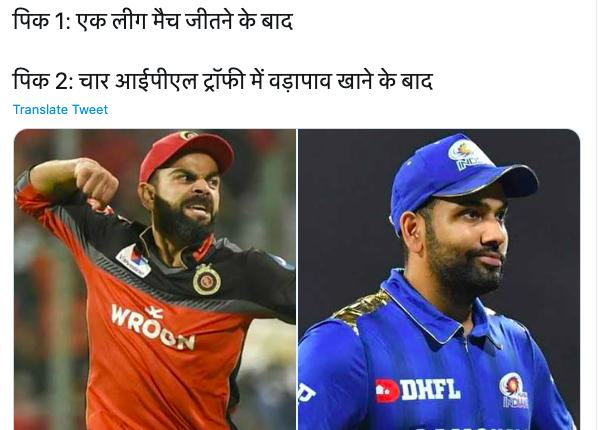 पिक 1: एक लीग मैच जीतने के बाद
पिक 2: चार आईपीएल ट्रॉफी में वड़ापाव खाने के बाद
Translate Tweet
WROGN
DHFL